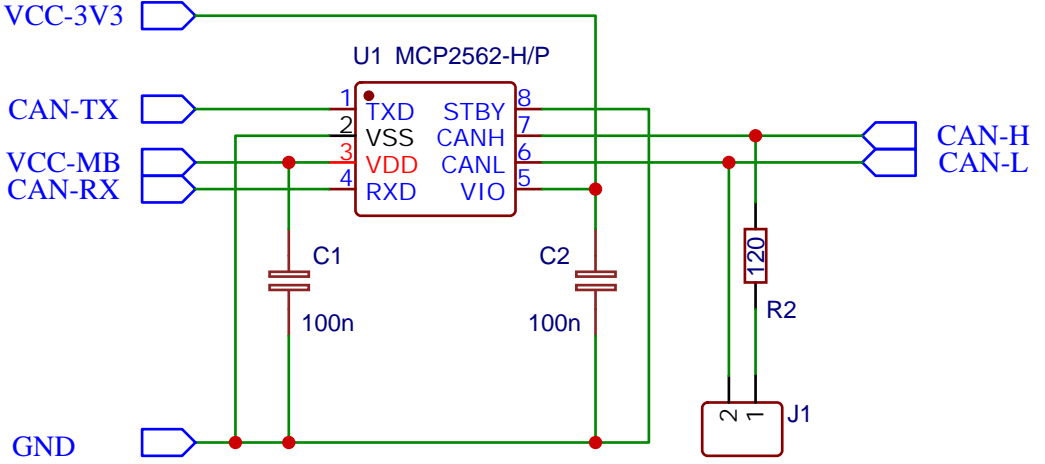 VCC-3V3
U1 MCP2562-H/P
CAN-TX
1
TXD
STBY
8
2
VSS
CANH
7
CAN-H
VCC-MB
3
VDD
CANL
6
CAN-L
CAN-RX
4
RXD
VIO
5
C1
C2
120
100n
100n
R2
2
1
J1
GND